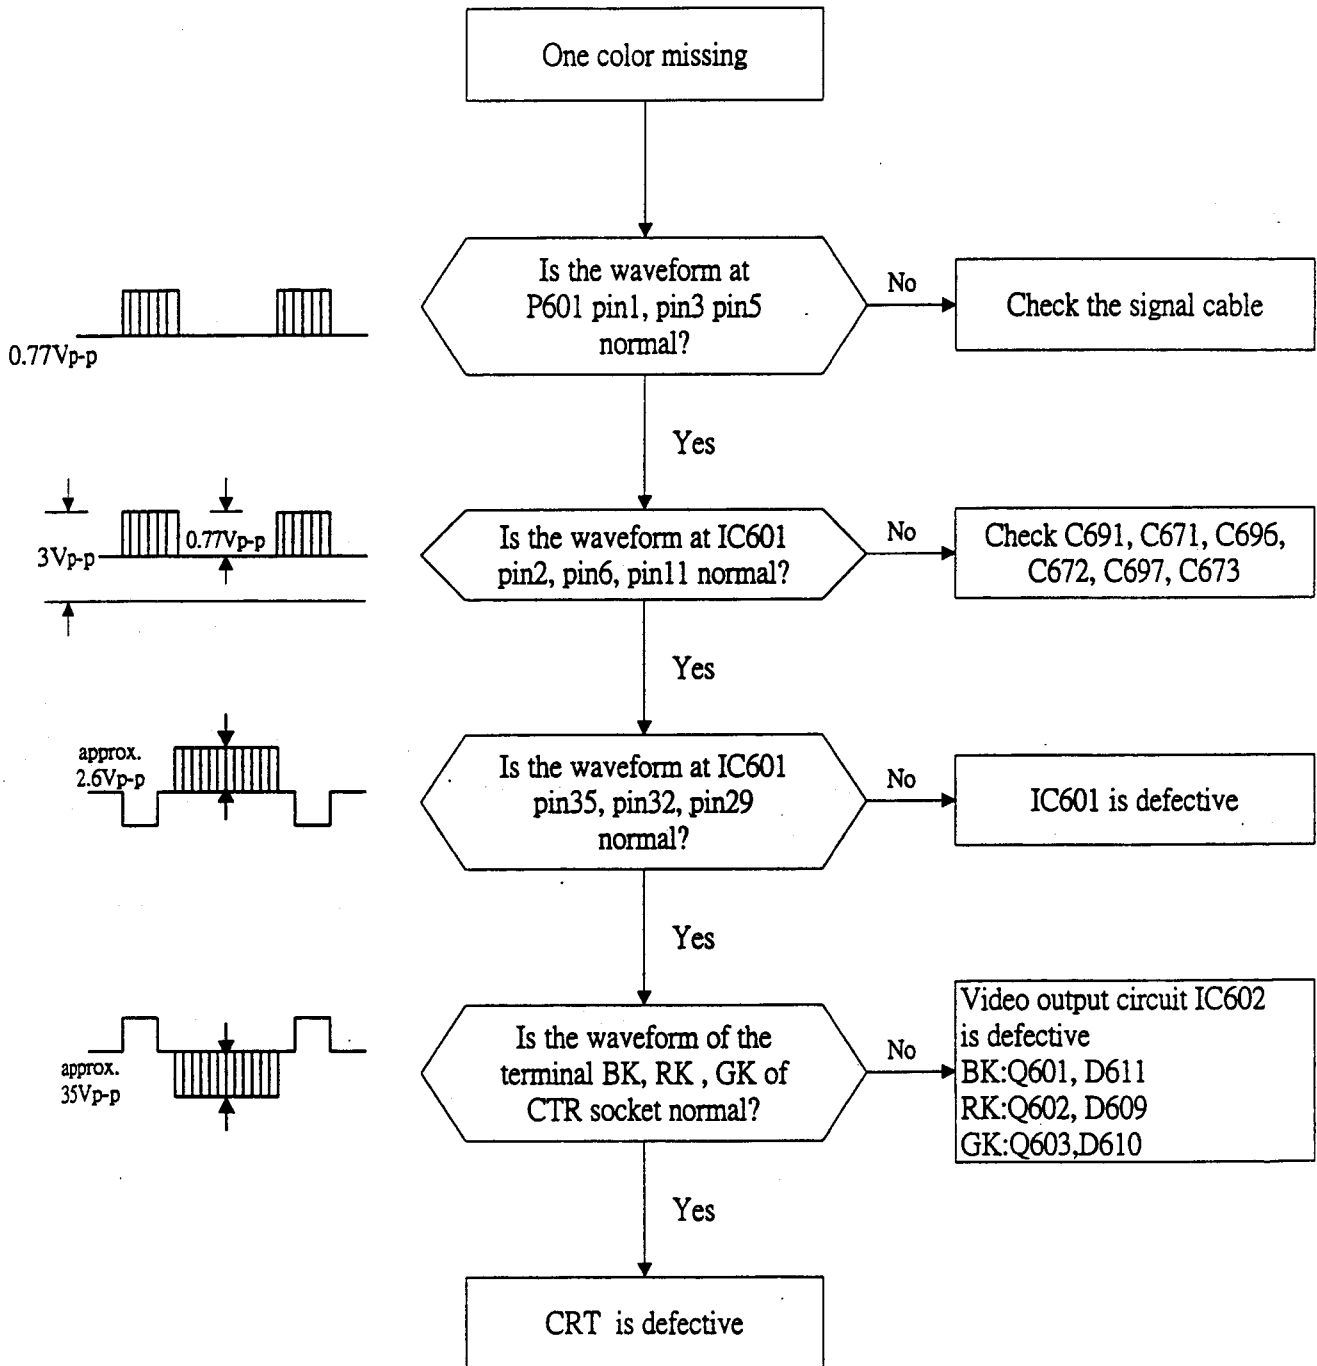 One color missing
Is the waveform at
P601 pin1, pin3 pin5
normal?
No
Check the signal cable
0.77Vp-p
Yes
3Vp-p
0.77Vp-p
Is the waveform at IC601
pin2, pin6, pin11 normal?
No
Check C691, C671, C696,
C672, C697, C673
Yes
approx.
2.6Vp-p
Is the waveform at IC601
pin35, pin32, pin29
normal?
No
IC601 is defective
Yes
approx.
35Vp-p
Is the waveform of the
terminal BK, RK , GK of
CTR socket normal?
No
Video output circuit IC602
is defective
BK:Q601, D611
RK:Q602, D609
GK:Q603,D610
Yes
CRT is defective